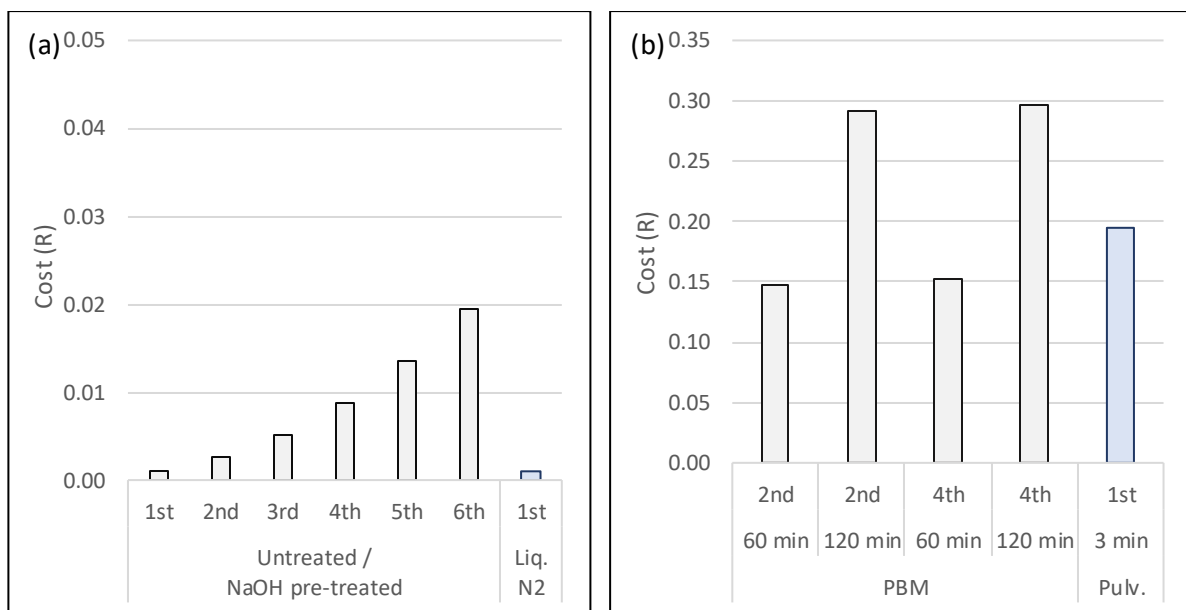 (a)
0.05
0.04
0.03
0.02
0.01
0.00
Cost (R)
1st 2nd 3rd 4th 5th 6th 1st
Untreated / Liq.
NaOH pre-treated N2
(b)
0.35
0.30
0.25
0.20
0.15
0.10
0.05
0.00
Cost (R)
2nd 2nd 4th 4th 1st
60 min 120 min 60 min 120 min 3 min
PBM Pulv.